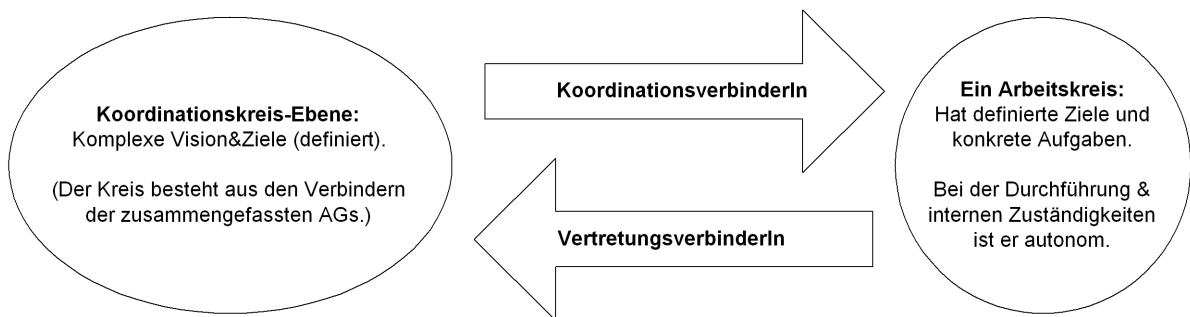 Koordinationskreis-Ebene:
Komplexe Vision&Ziele (definiert).
(Der Kreis besteht aus den Verbindern
der zusammengefassten AGs.)
KoordinationsverbinderIn
VertretungsverbinderIn
Ein Arbeitskreis:
Hat definierte Ziele und
konkrete Aufgaben.
Bei der Durchführung &
internen Zuständigkeiten
ist er autonom.